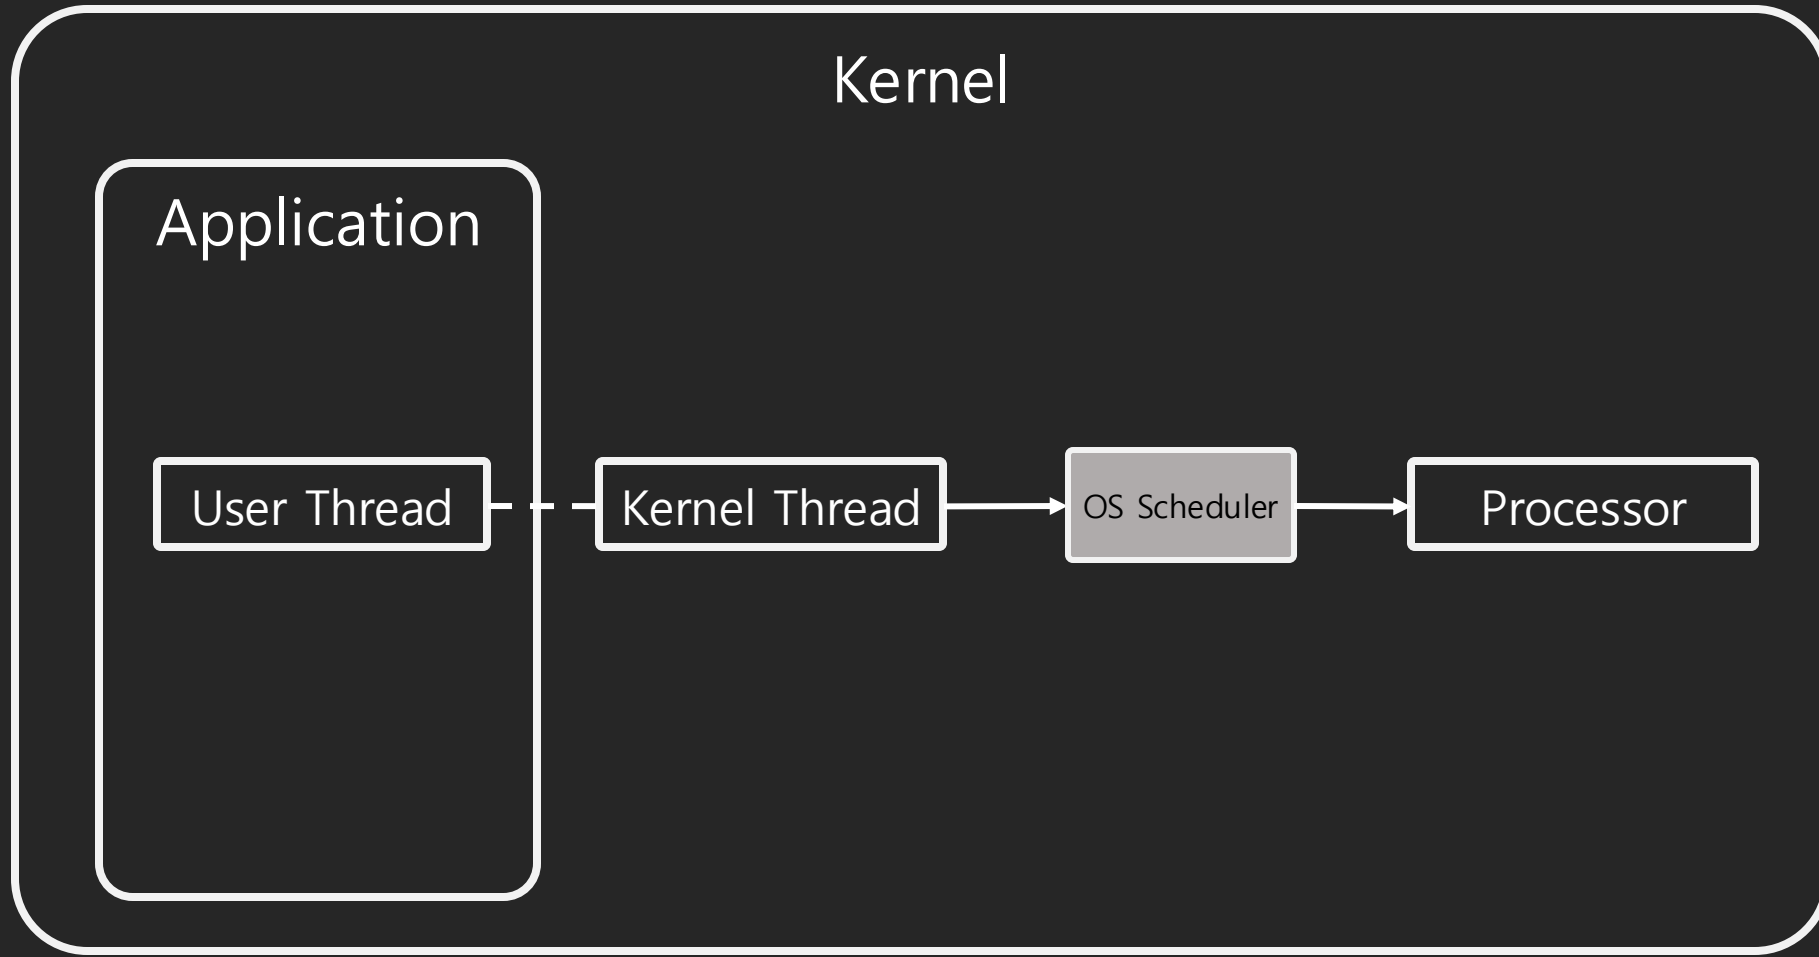 Kernel
Application
User Thread
Kernel Thread
OS Scheduler
Processor